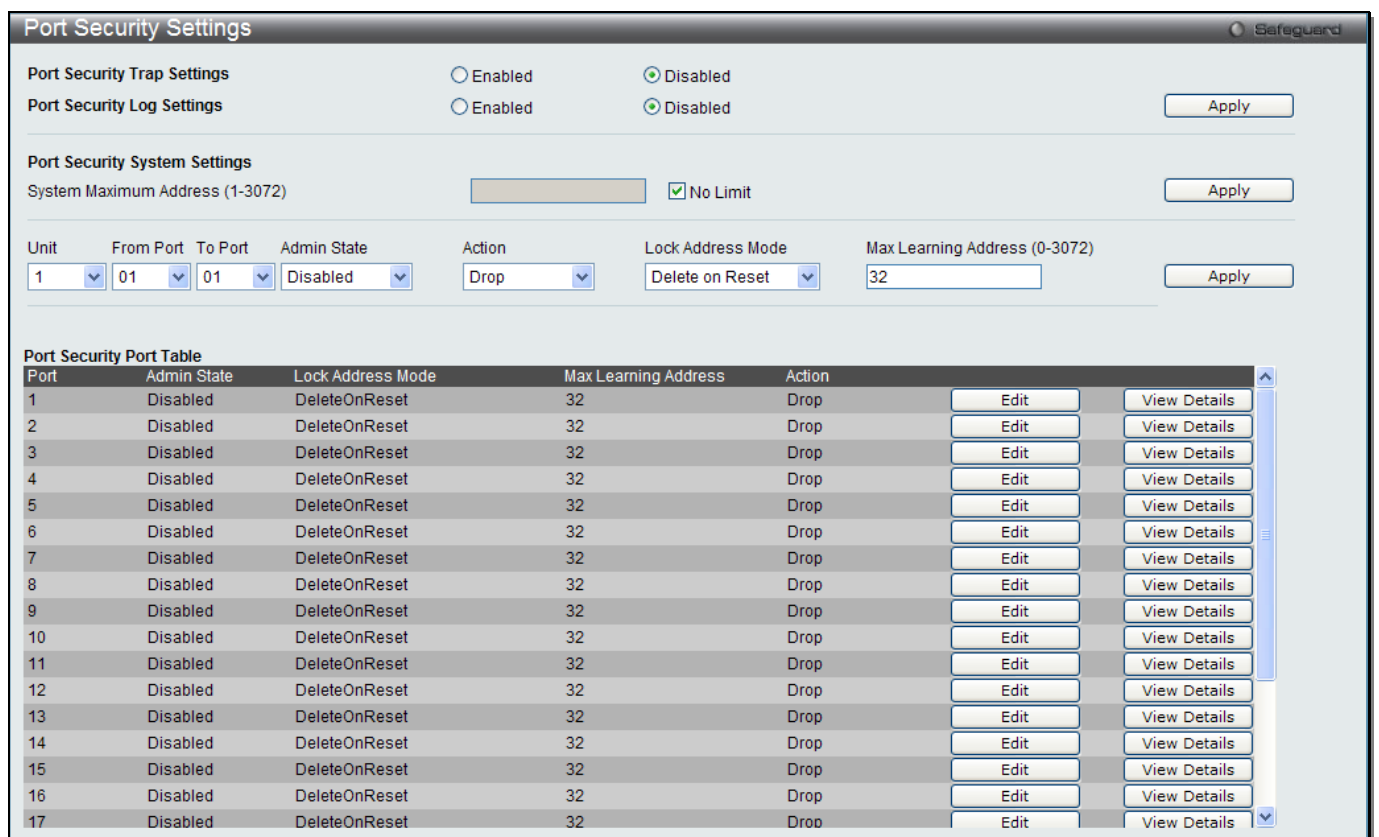 Port Security Settings Safeguard
Port Security Trap Settings Enabled Disabled
Port Security Log Settings Enabled Disabled Apply
Port Security System Settings
System Maximum Address (1-3072) No Limit Apply
Unit From Port To Port Admin State Action Lock Address Mode Max Learning Address (0-3072)
1 01 01 Disabled Drop Delete on Reset 32 Apply
Port Security Port Table
Port Admin State Lock Address Mode Max Learning Address Action
1 Disabled DeleteOnReset 32 Drop Edit View Details
2 Disabled DeleteOnReset 32 Drop Edit View Details
3 Disabled DeleteOnReset 32 Drop Edit View Details
4 Disabled DeleteOnReset 32 Drop Edit View Details
5 Disabled DeleteOnReset 32 Drop Edit View Details
6 Disabled DeleteOnReset 32 Drop Edit View Details
7 Disabled DeleteOnReset 32 Drop Edit View Details
8 Disabled DeleteOnReset 32 Drop Edit View Details
9 Disabled DeleteOnReset 32 Drop Edit View Details
10 Disabled DeleteOnReset 32 Drop Edit View Details
11 Disabled DeleteOnReset 32 Drop Edit View Details
12 Disabled DeleteOnReset 32 Drop Edit View Details
13 Disabled DeleteOnReset 32 Drop Edit View Details
14 Disabled DeleteOnReset 32 Drop Edit View Details
15 Disabled DeleteOnReset 32 Drop Edit View Details
16 Disabled DeleteOnReset 32 Drop Edit View Details
17 Disabled DeleteOnReset 32 Drop Edit View Details